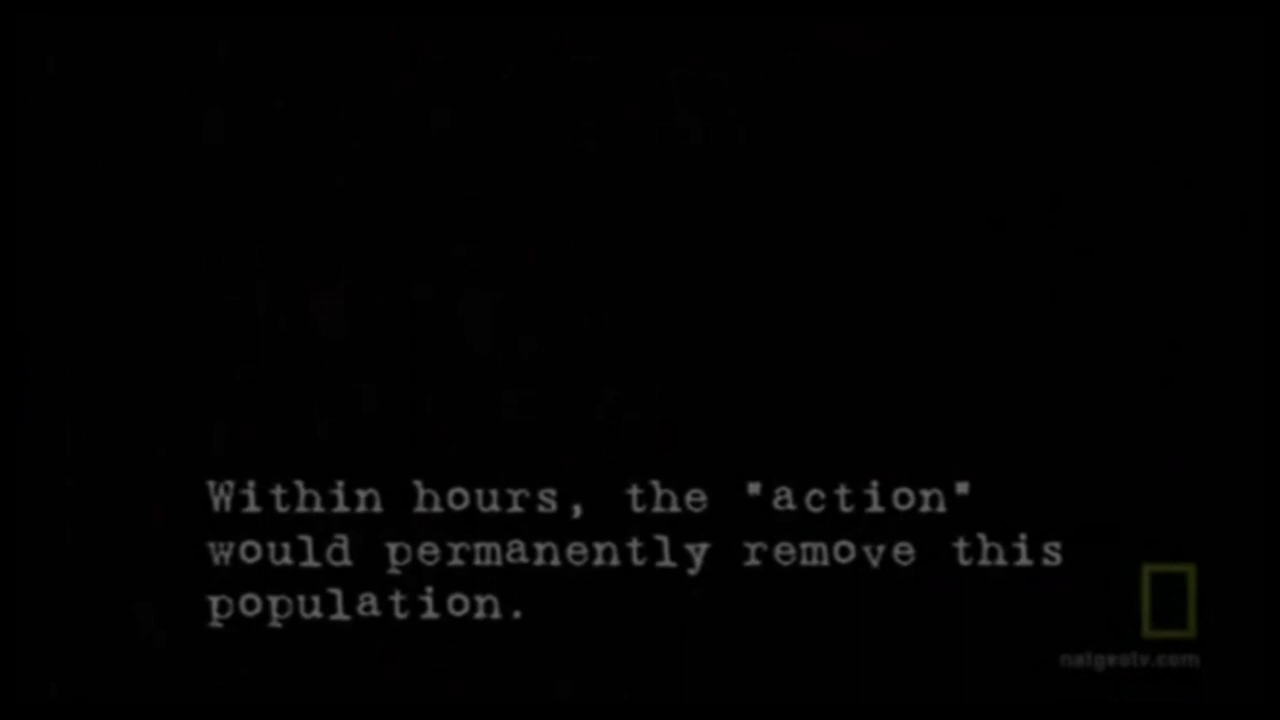 Within hours, the "action"
would permanently remove this
population.
natgeotv.com